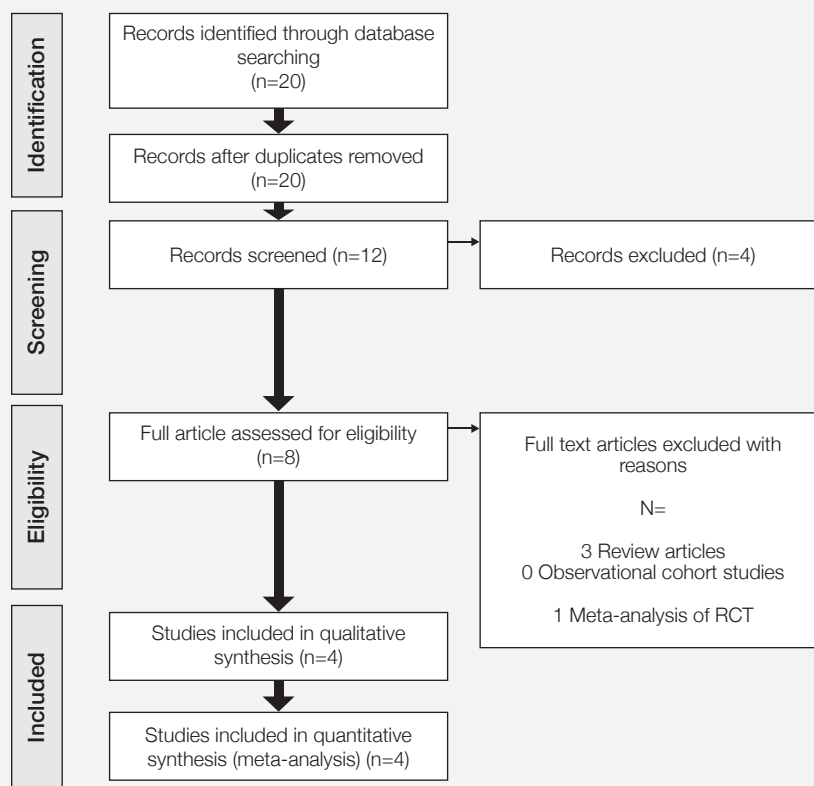 Identification
Records identified through database
searching
(n=20)
Records after duplicates removed
(n=20)
Screening
Records screened (n=12)
Records excluded (n=4)
Eligibility
Full article assessed for eligibility
(n=8)
Full text articles excluded with
reasons
N=
3 Review articles
0 Observational cohort studies
1 Meta-analysis of RCT
Included
Studies included in qualitative
synthesis (n=4)
Studies included in quantitative
synthesis (meta-analysis) (n=4)